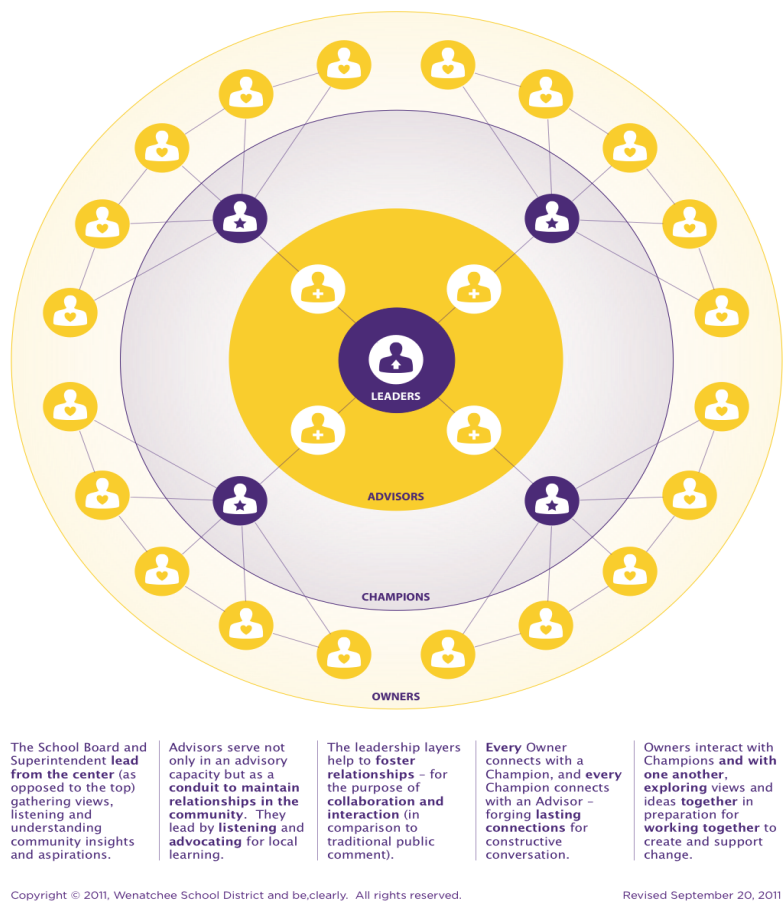 LEADERS
ADVISORS
CHAMPIONS
OWNERS
The School Board and
Superintendent lead
from the center (as
opposed to the top)
gathering views,
listening and
understanding
community insights
and aspirations.
Advisors serve not
only in an advisory
capacity but as a
conduit to maintain
relationships in the
community. They
lead by listening and
advocating for local
learning.
The leadership layers
help to foster
relationships – for
the purpose of
collaboration and
interaction (in
comparison to
traditional public
comment).
Every Owner
connects with a
Champion, and every
Champion connects
with an Advisor –
forging lasting
connections for
constructive
conversation.
Owners interact with
Champions and with
one another,
exploring views and
ideas together in
preparation for
working together to
create and support
change.
Copyright © 2011, Wenatchee School District and be,clearly. All rights reserved.
Revised September 20, 2011